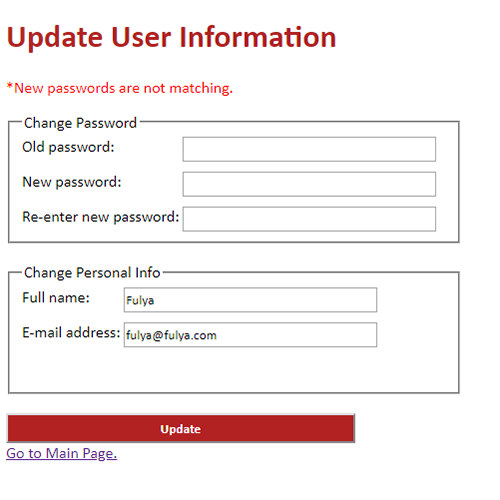 Update User Information
*New passwords are not matching.
Change Password
Old password:
New password:
Re-enter new password:
Change Personal Info
Full name: Fulya
E-mail address: fulya@fulya.com
Update
Go to Main Page.